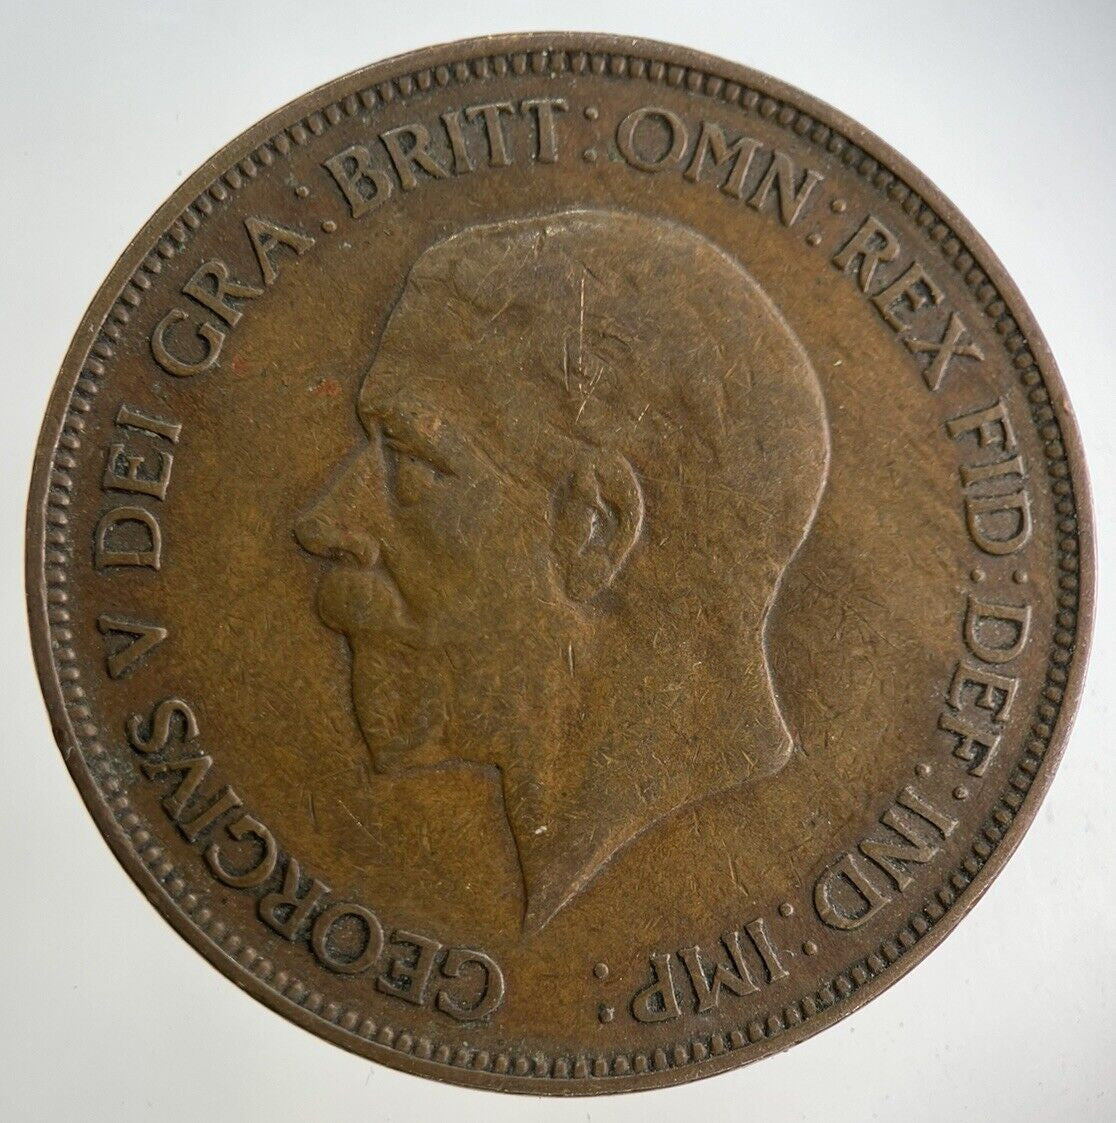 GEORGIVS V DEI GRA: BRITT: OMN: REX FID: DEF: IND: IMP: